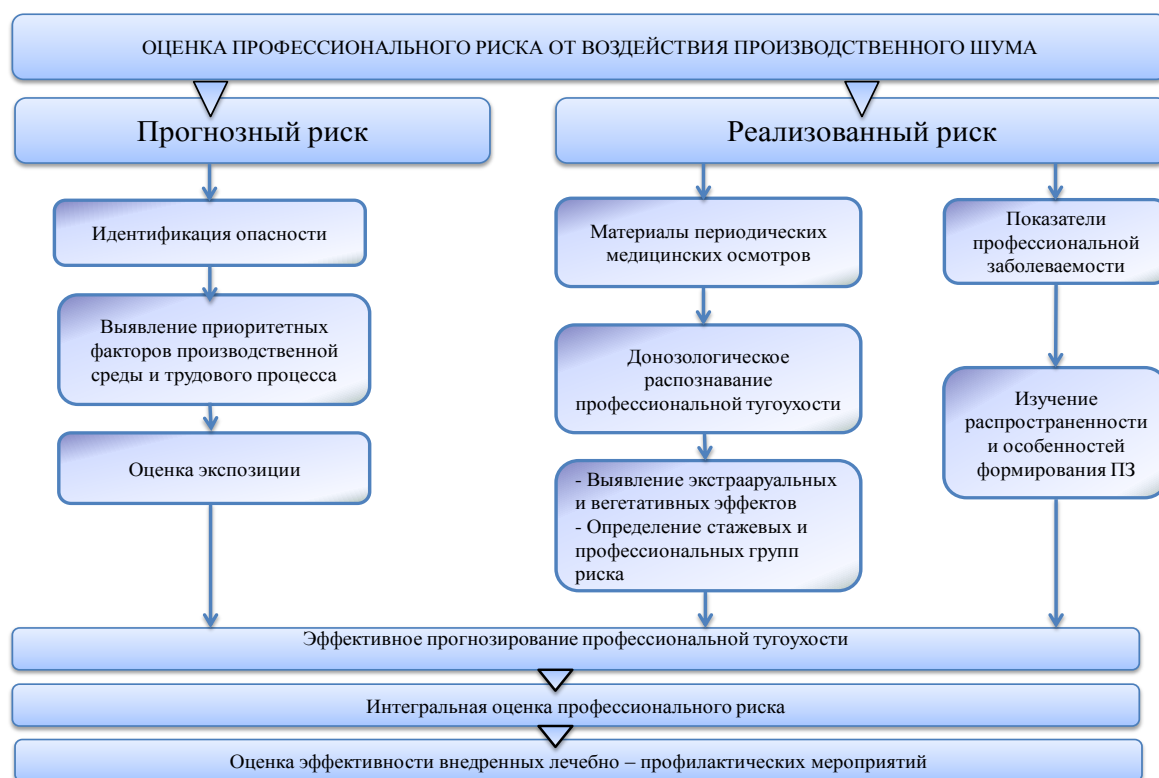 ОЦЕНКА ПРОФЕССИОНАЛЬНОГО РИСКА ОТ ВОЗДЕЙСТВИЯ ПРОИЗВОДСТВЕННОГО ШУМА
Прогнозный риск
Реализованный риск
Идентификация опасности
Выявление приоритетных
факторов производственной
среды и трудового процесса
Оценка экспозиции
Материалы периодических
медицинских осмотров
Донозологическое
распознавание
профессиональной тугоухости
- Выявление экстрааруальных
и вегетативных эффектов
- Определение стажевых и
профессиональных групп
риска
Показатели
профессиональной
заболеваемости
Изучение
распространенности
и особенностей
формирования ПЗ
Эффективное прогнозирование профессиональной тугоухости
Интегральная оценка профессионального риска
Оценка эффективности внедренных лечебно – профилактических мероприятий